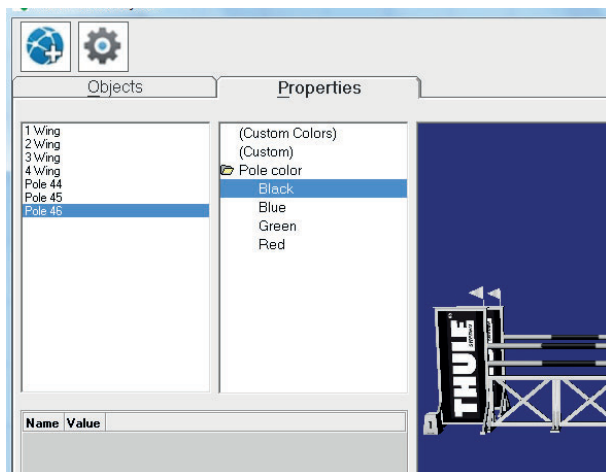 Objects
Properties
1 Wing
2 Wing
3 Wing
4 Wing
Pole 44
Pole 45
Pole 46
(Custom Colors)
(Custom)
Pole color
Black
Blue
Green
Red
THULE
1
Name Value